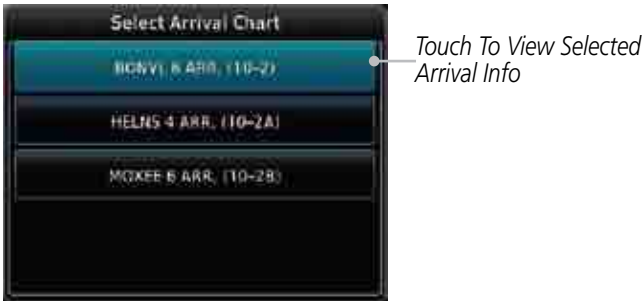 Select Arrival Chart
BONVL 6 ARR. (10-2)
HELNS 4 ARR. (10-2A)
MOXEE 6 ARR. (10-2B)
Touch To View Selected
Arrival Info